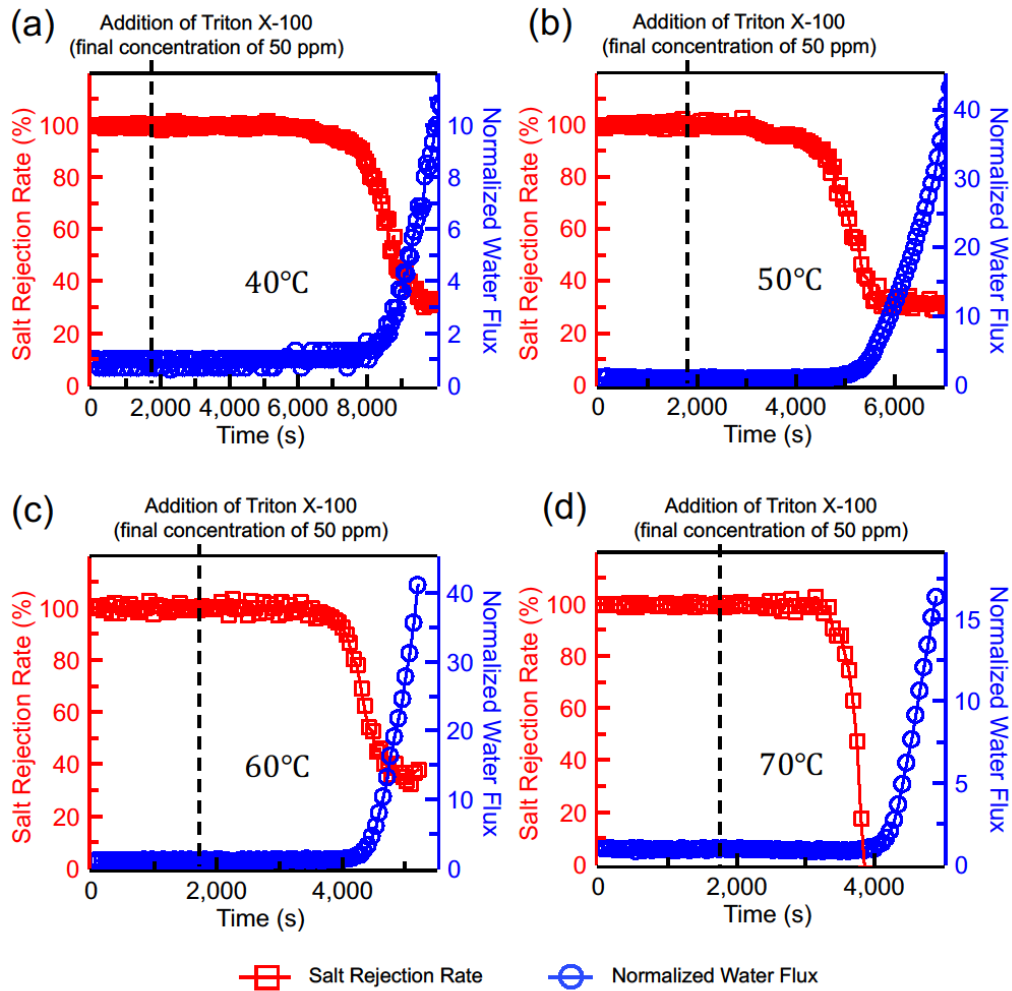 (a)
Addition of Triton X-100
(final concentration of 50 ppm)
Salt Rejection Rate (%)
100
80
60
40
20
0
40°C
10
8
6
4
2
0
Normalized Water Flux
0 2,000 4,000 6,000 8,000
Time (s)
(b)
Addition of Triton X-100
(final concentration of 50 ppm)
Salt Rejection Rate (%)
100
80
60
40
20
0
50°C
40
30
20
10
0
Normalized Water Flux
0 2,000 4,000 6,000
Time (s)
(c)
Addition of Triton X-100
(final concentration of 50 ppm)
Salt Rejection Rate (%)
100
80
60
40
20
0
60°C
40
30
20
10
0
Normalized Water Flux
0 2,000 4,000
Time (s)
(d)
Addition of Triton X-100
(final concentration of 50 ppm)
Salt Rejection Rate (%)
100
80
60
40
20
0
70°C
15
10
5
0
Normalized Water Flux
0 2,000 4,000
Time (s)
Salt Rejection Rate
Normalized Water Flux